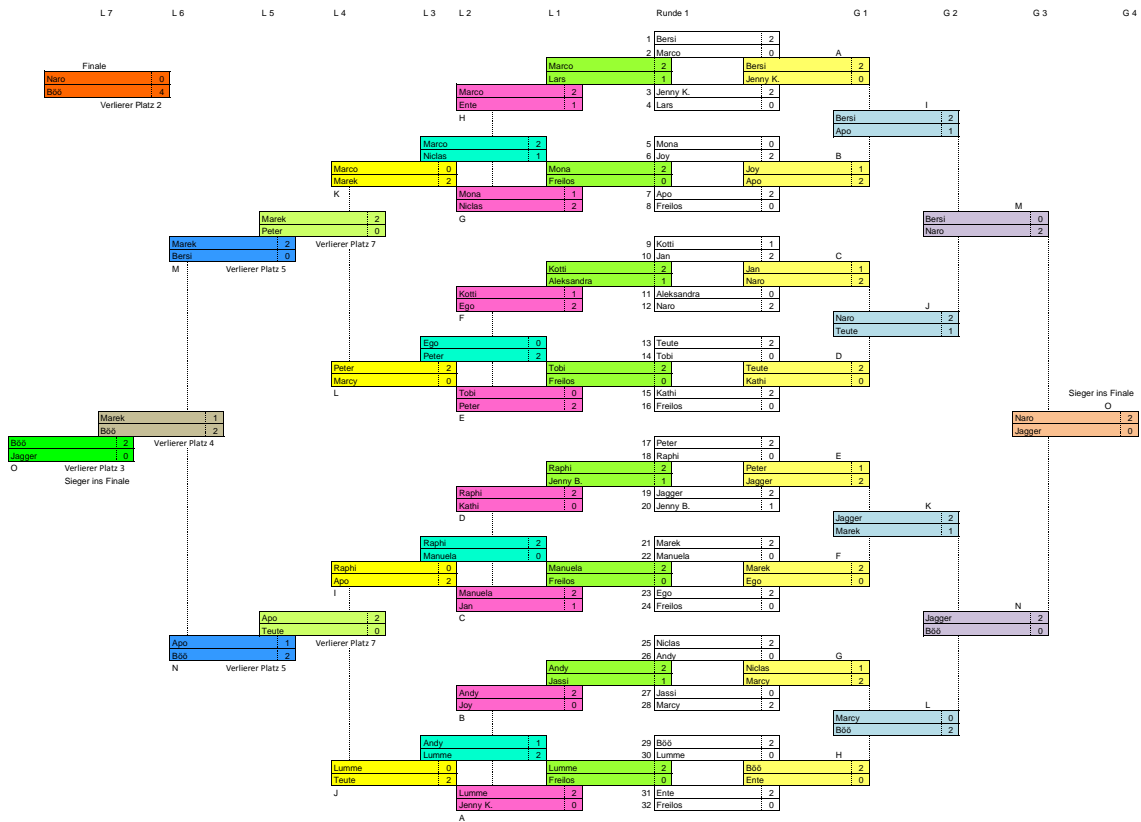 L 7 L 6 L 5 L 4 L 3 L 2 L 1 Runde 1 G 1 G 2 G 3 G 4
1 Bersi 2
2 Marco 0 A
Finale Marco 2 Bersi 2
Naro 0 Lars 1 Jenny K. 0
Böö 4 Marco 2 3 Jenny K. 2
Verlierer Platz 2 Ente 1 4 Lars 0 I
H Bersi 2
Apo 1
Marco 2 5 Mona 0
Niclas 1 6 Joy 2 B
Marco 0 Mona 2 Joy 1
Marek 2 Freilos 0 Apo 2
K Mona 1 7 Apo 2
Niclas 2 8 Freilos 0 M
Marek 2 G Bersi 0
Peter 0 Naro 2
Marek 2 Verlierer Platz 7 9 Kotti 1
Bersi 0 10 Jan 2 C
M Verlierer Platz 5 Kotti 2 Jan 1
Aleksandra 1 Naro 2
Kotti 1 11 Aleksandra 0
Ego 2 12 Naro 2 J
F Naro 2
Teute 1
Ego 0 13 Teute 2
Peter 2 14 Tobi 0 D
Peter 2 Tobi 2 Teute 2
Marcy 0 Freilos 0 Kathi 0
L Tobi 0 15 Kathi 2 Sieger ins Finale
Peter 2 16 Freilos 0 O
Marek 1 E Naro 2
Böö 2 Jagger 0
Böö 2 Verlierer Platz 4 17 Peter 2
Jagger 0 18 Raphi 0 E
O Verlierer Platz 3 Raphi 2 Peter 1
Sieger ins Finale Jenny B. 1 Jagger 2
Raphi 2 19 Jagger 2
Kathi 0 20 Jenny B. 1 K
D Jagger 2
Marek 1
Raphi 2 21 Marek 2
Manuela 0 22 Manuela 0 F
Raphi 0 Manuela 2 Marek 2
Apo 2 Freilos 0 Ego 0
I Manuela 2 23 Ego 2
Jan 1 24 Freilos 0 N
Apo 2 C Jagger 2
Teute 0 Böö 0
Apo 1 Verlierer Platz 7 25 Niclas 2
Böö 2 26 Andy 0 G
N Verlierer Platz 5 Andy 2 Niclas 1
Jassi 1 Marcy 2
Andy 2 27 Jassi 0
Joy 0 28 Marcy 2 L
B Marcy 0
Böö 2
Andy 1 29 Böö 2
Lumme 2 30 Lumme 0 H
Lumme 0 Lumme 2 Böö 2
Teute 2 Freilos 0 Ente 0
J Lumme 2 31 Ente 2
Jenny K. 0 32 Freilos 0
A